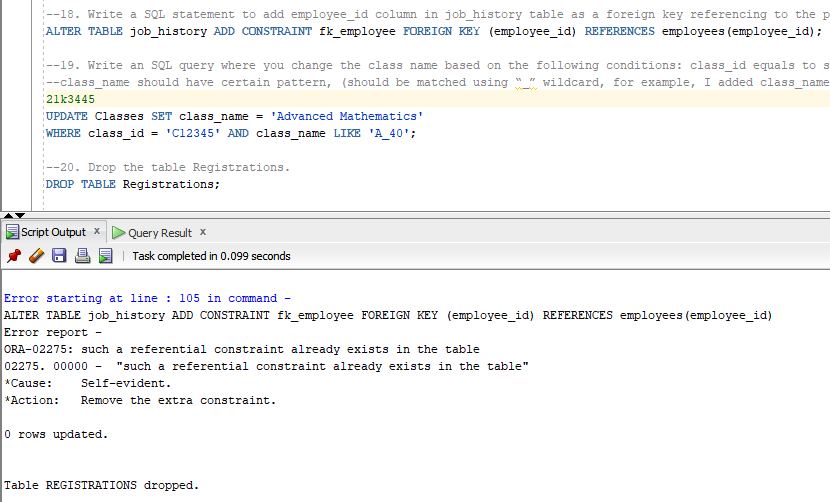 --18. Write a SQL statement to add employee_id column in job_history table as a foreign key referencing to the p
ALTER TABLE job_history ADD CONSTRAINT fk_employee FOREIGN KEY (employee_id) REFERENCES employees(employee_id);
--19. Write an SQL query where you change the class name based on the following conditions: class_id equals to s
--class_name should have certain pattern, (should be matched using “_” wildcard, for example, I added class_name
21k3445
UPDATE Classes SET class_name = 'Advanced Mathematics'
WHERE class_id = 'C12345' AND class_name LIKE 'A_40';
--20. Drop the table Registrations.
DROP TABLE Registrations;
Script Output x Query Result x
Task completed in 0.099 seconds
Error starting at line : 105 in command -
ALTER TABLE job_history ADD CONSTRAINT fk_employee FOREIGN KEY (employee_id) REFERENCES employees(employee_id)
Error report -
ORA-02275: such a referential constraint already exists in the table
02275. 00000 - "such a referential constraint already exists in the table"
*Cause: Self-evident.
*Action: Remove the extra constraint.
0 rows updated.
Table REGISTRATIONS dropped.